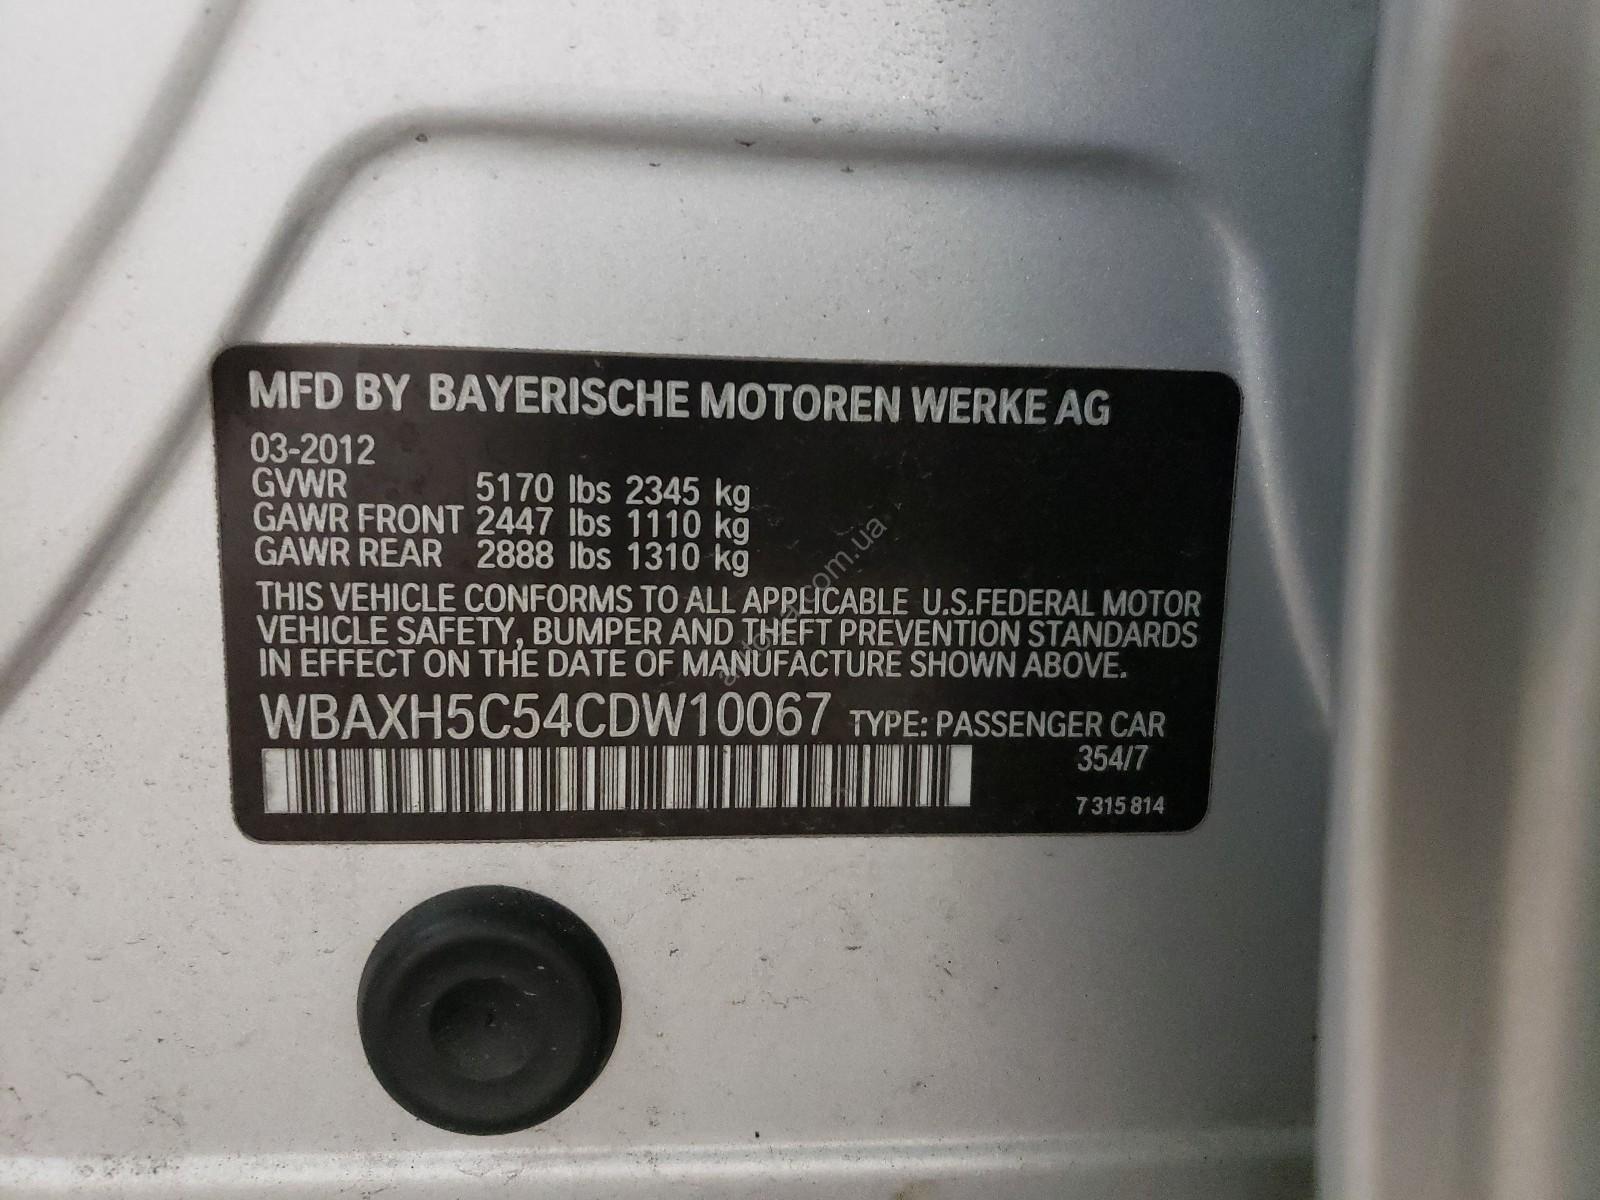 MFD BY BAYERISCHE MOTOREN WERKE AG
03-2012
GVWR 5170 lbs 2345 kg
GAWR FRONT 2447 lbs 1110 kg
GAWR REAR 2888 lbs 1310 kg
THIS VEHICLE CONFORMS TO ALL APPLICABLE U.S.FEDERAL MOTOR
VEHICLE SAFETY, BUMPER AND THEFT PREVENTION STANDARDS
IN EFFECT ON THE DATE OF MANUFACTURE SHOWN ABOVE.
WBAXH5C54CDW10067 TYPE: PASSENGER CAR
354/7
7 315 814